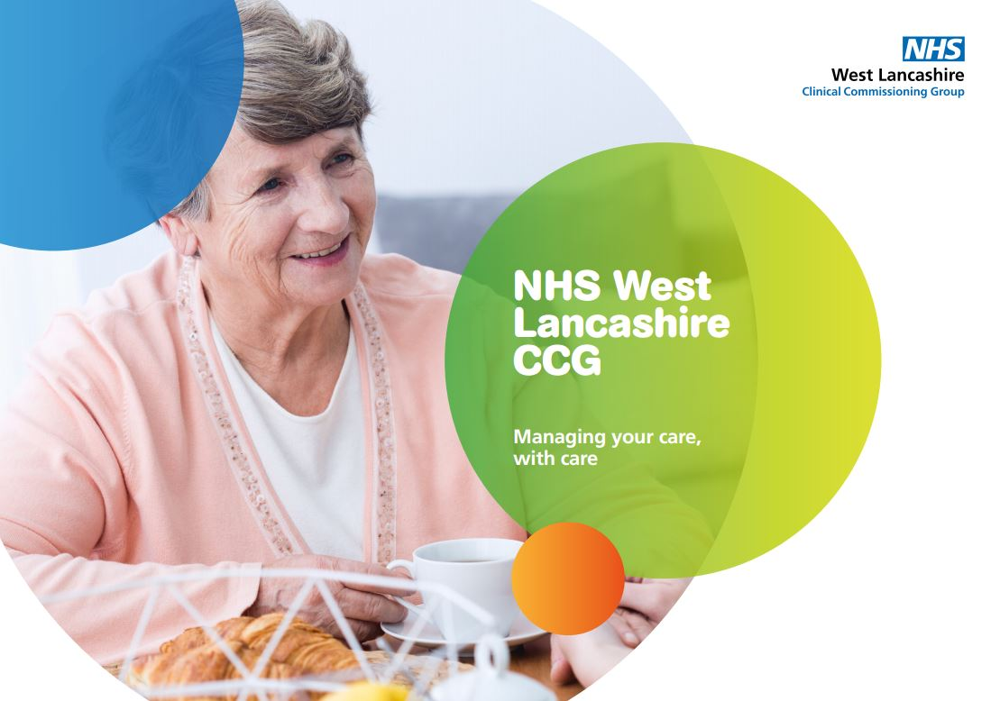 NHS
West Lancashire
Clinical Commissioning Group
NHS West
Lancashire
CCG
Managing your care,
with care